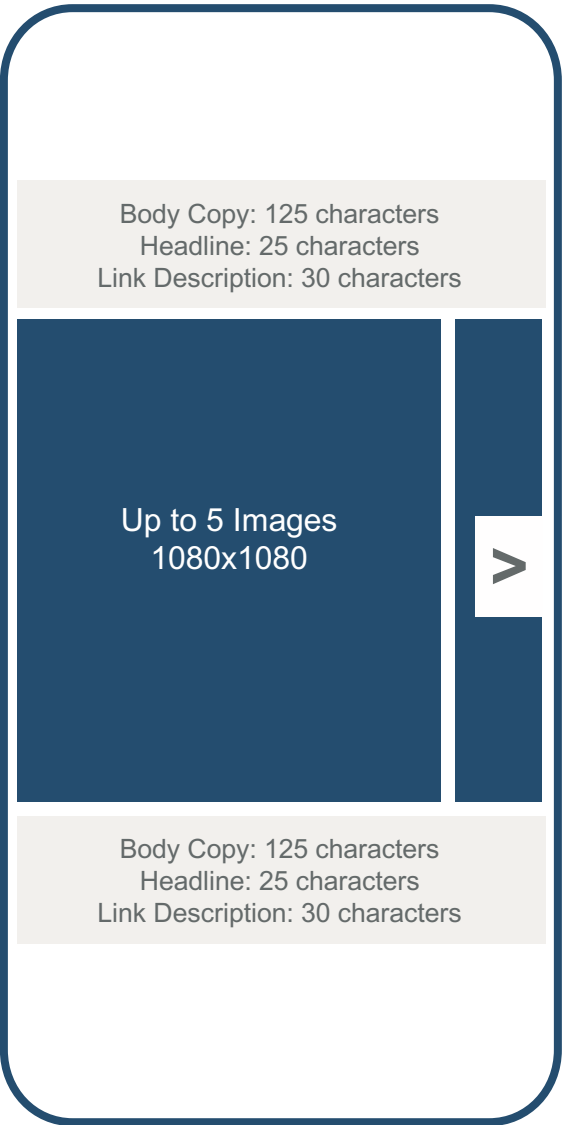 Body Copy: 125 characters
Headline: 25 characters
Link Description: 30 characters
Up to 5 Images
1080x1080
>
Body Copy: 125 characters
Headline: 25 characters
Link Description: 30 characters